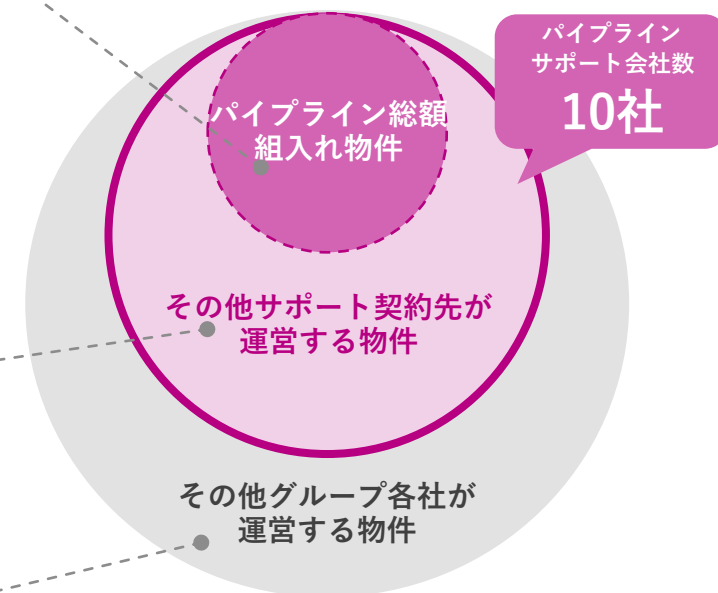 パイプライン
サポート会社数
10社
パイプライン総額
組入れ物件
その他サポート契約先が
運営する物件
その他グループ各社が
運営する物件